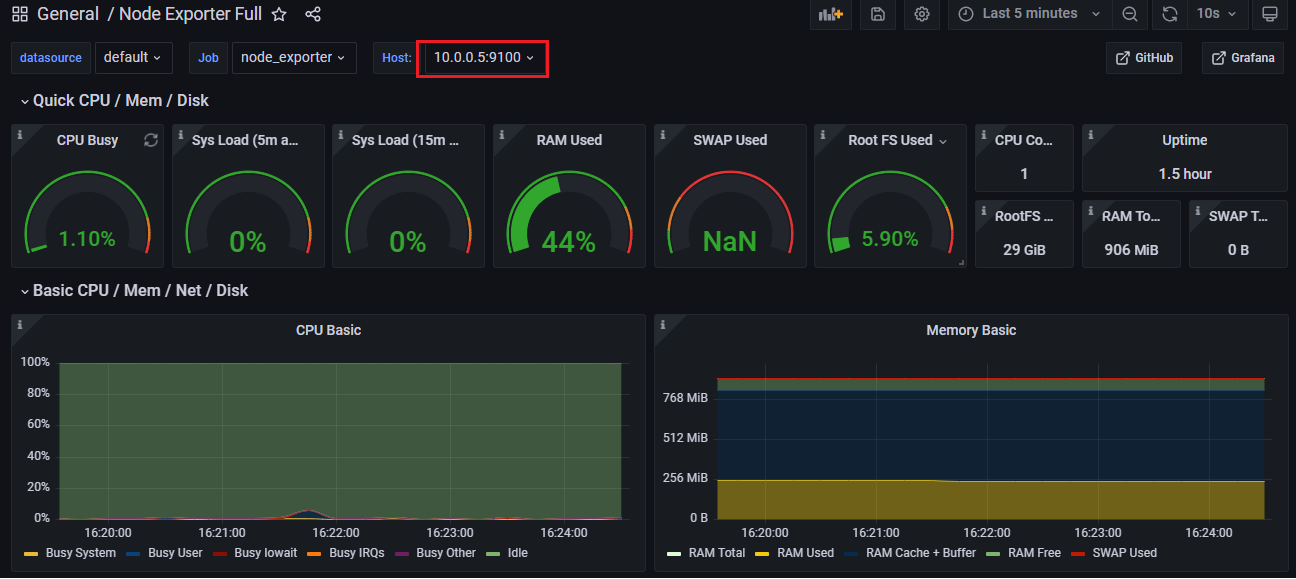 General / Node Exporter Full
Last 5 minutes
10s
datasource
default
Job
node_exporter
Host:
10.0.0.5:9100
GitHub
Grafana
Quick CPU / Mem / Disk
CPU Busy
1.10%
Sys Load (5m a...
0%
Sys Load (15m ...
0%
RAM Used
44%
SWAP Used
NaN
Root FS Used
5.90%
CPU Co...
1
Uptime
1.5 hour
RootFS ...
29 GiB
RAM To...
906 MiB
SWAP T...
0 B
Basic CPU / Mem / Net / Disk
CPU Basic
100%
80%
60%
40%
20%
0%
16:20:00 16:21:00 16:22:00 16:23:00 16:24:00
Busy System Busy User Busy Iowait Busy IRQs Busy Other Idle
Memory Basic
768 MiB
512 MiB
256 MiB
0 B
16:20:00 16:21:00 16:22:00 16:23:00 16:24:00
RAM Total RAM Used RAM Cache + Buffer RAM Free SWAP Used